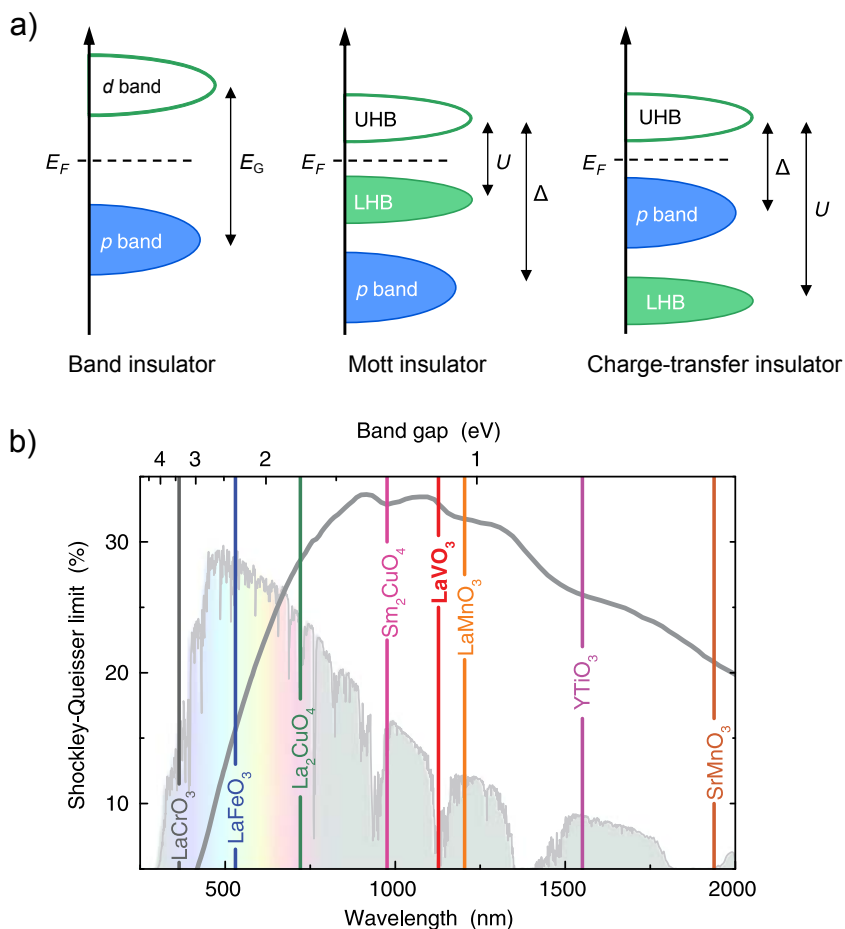 a)
d band
E_F
E_G
p band
Band insulator
UHB
E_F
U
LHB
Δ
p band
Mott insulator
UHB
E_F
Δ
p band
U
LHB
Charge-transfer insulator
b)
Band gap (eV)
4 3 2 1
Shockley-Queisser limit (%)
30
20
10
LaCrO₃
LaFeO₃
La₂CuO₄
Sm₂CuO₄
LaVO₃
LaMnO₃
YTiO₃
SrMnO₃
500 1000 1500 2000
Wavelength (nm)